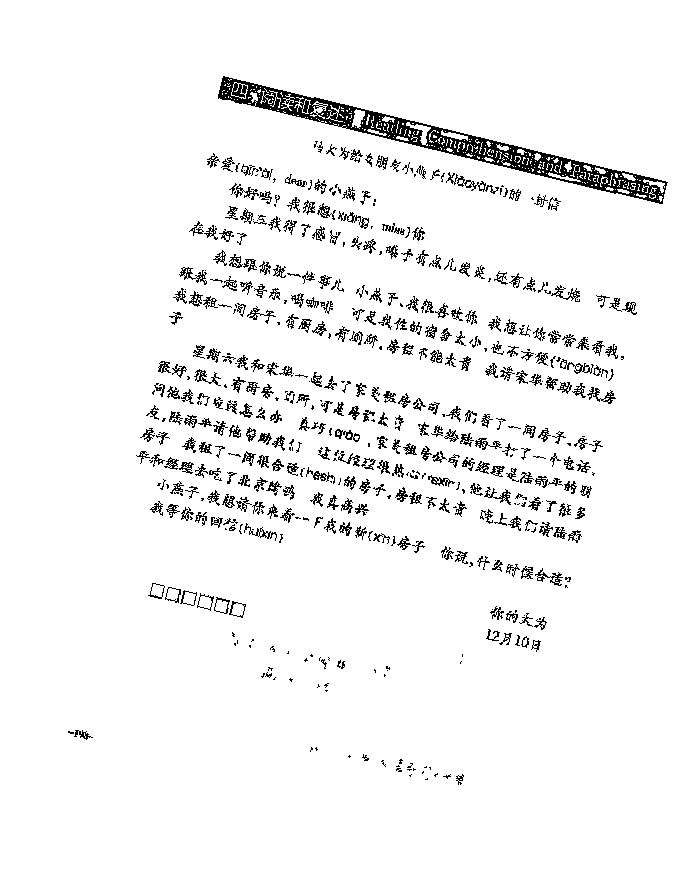 四、阅读和复述 Reading Comprehension and Paraphrasing
马大为给女朋友小燕子(Xiǎoyànzi)的一封信
亲爱(qīn'ài, dear)的小燕子:
你好吗?我很想(xiǎng, miss)你
星期三我得了感冒,头疼,嗓子有点儿发炎,还有点儿发烧 可是现
在我好了
我想跟你说一件事儿 小燕子,我很喜欢你 我想让你常常来看我,
跟我一起听音乐,喝咖啡 可是我住的宿舍太小,也不方便(fāngbiàn)
我想租一间房子,有厨房,有厕所,房租不能太贵 我请宋华帮助我找房
子
星期六我和宋华一起去了家美租房公司,我们看了一间房子,房子
很好,很大,有厨房,厕所,可是房租太贵 宋华给陆雨平打了一个电话,
问他我们应该怎么办 真巧(qiǎo),家美租房公司的经理是陆雨平的朋
友,陆雨平请他帮助我们 这位经理很热心(rèxīn),他让我们看了很多
房子 我租了一间很合适(héshì)的房子,房租不太贵 晚上我们请陆雨
平和经理去吃了北京烤鸭 我真高兴
小燕子,我想请你来看一下我的新(xīn)房子 你说,什么时候合适?
我等你的回信(huíxìn)
你的大为
12月10日